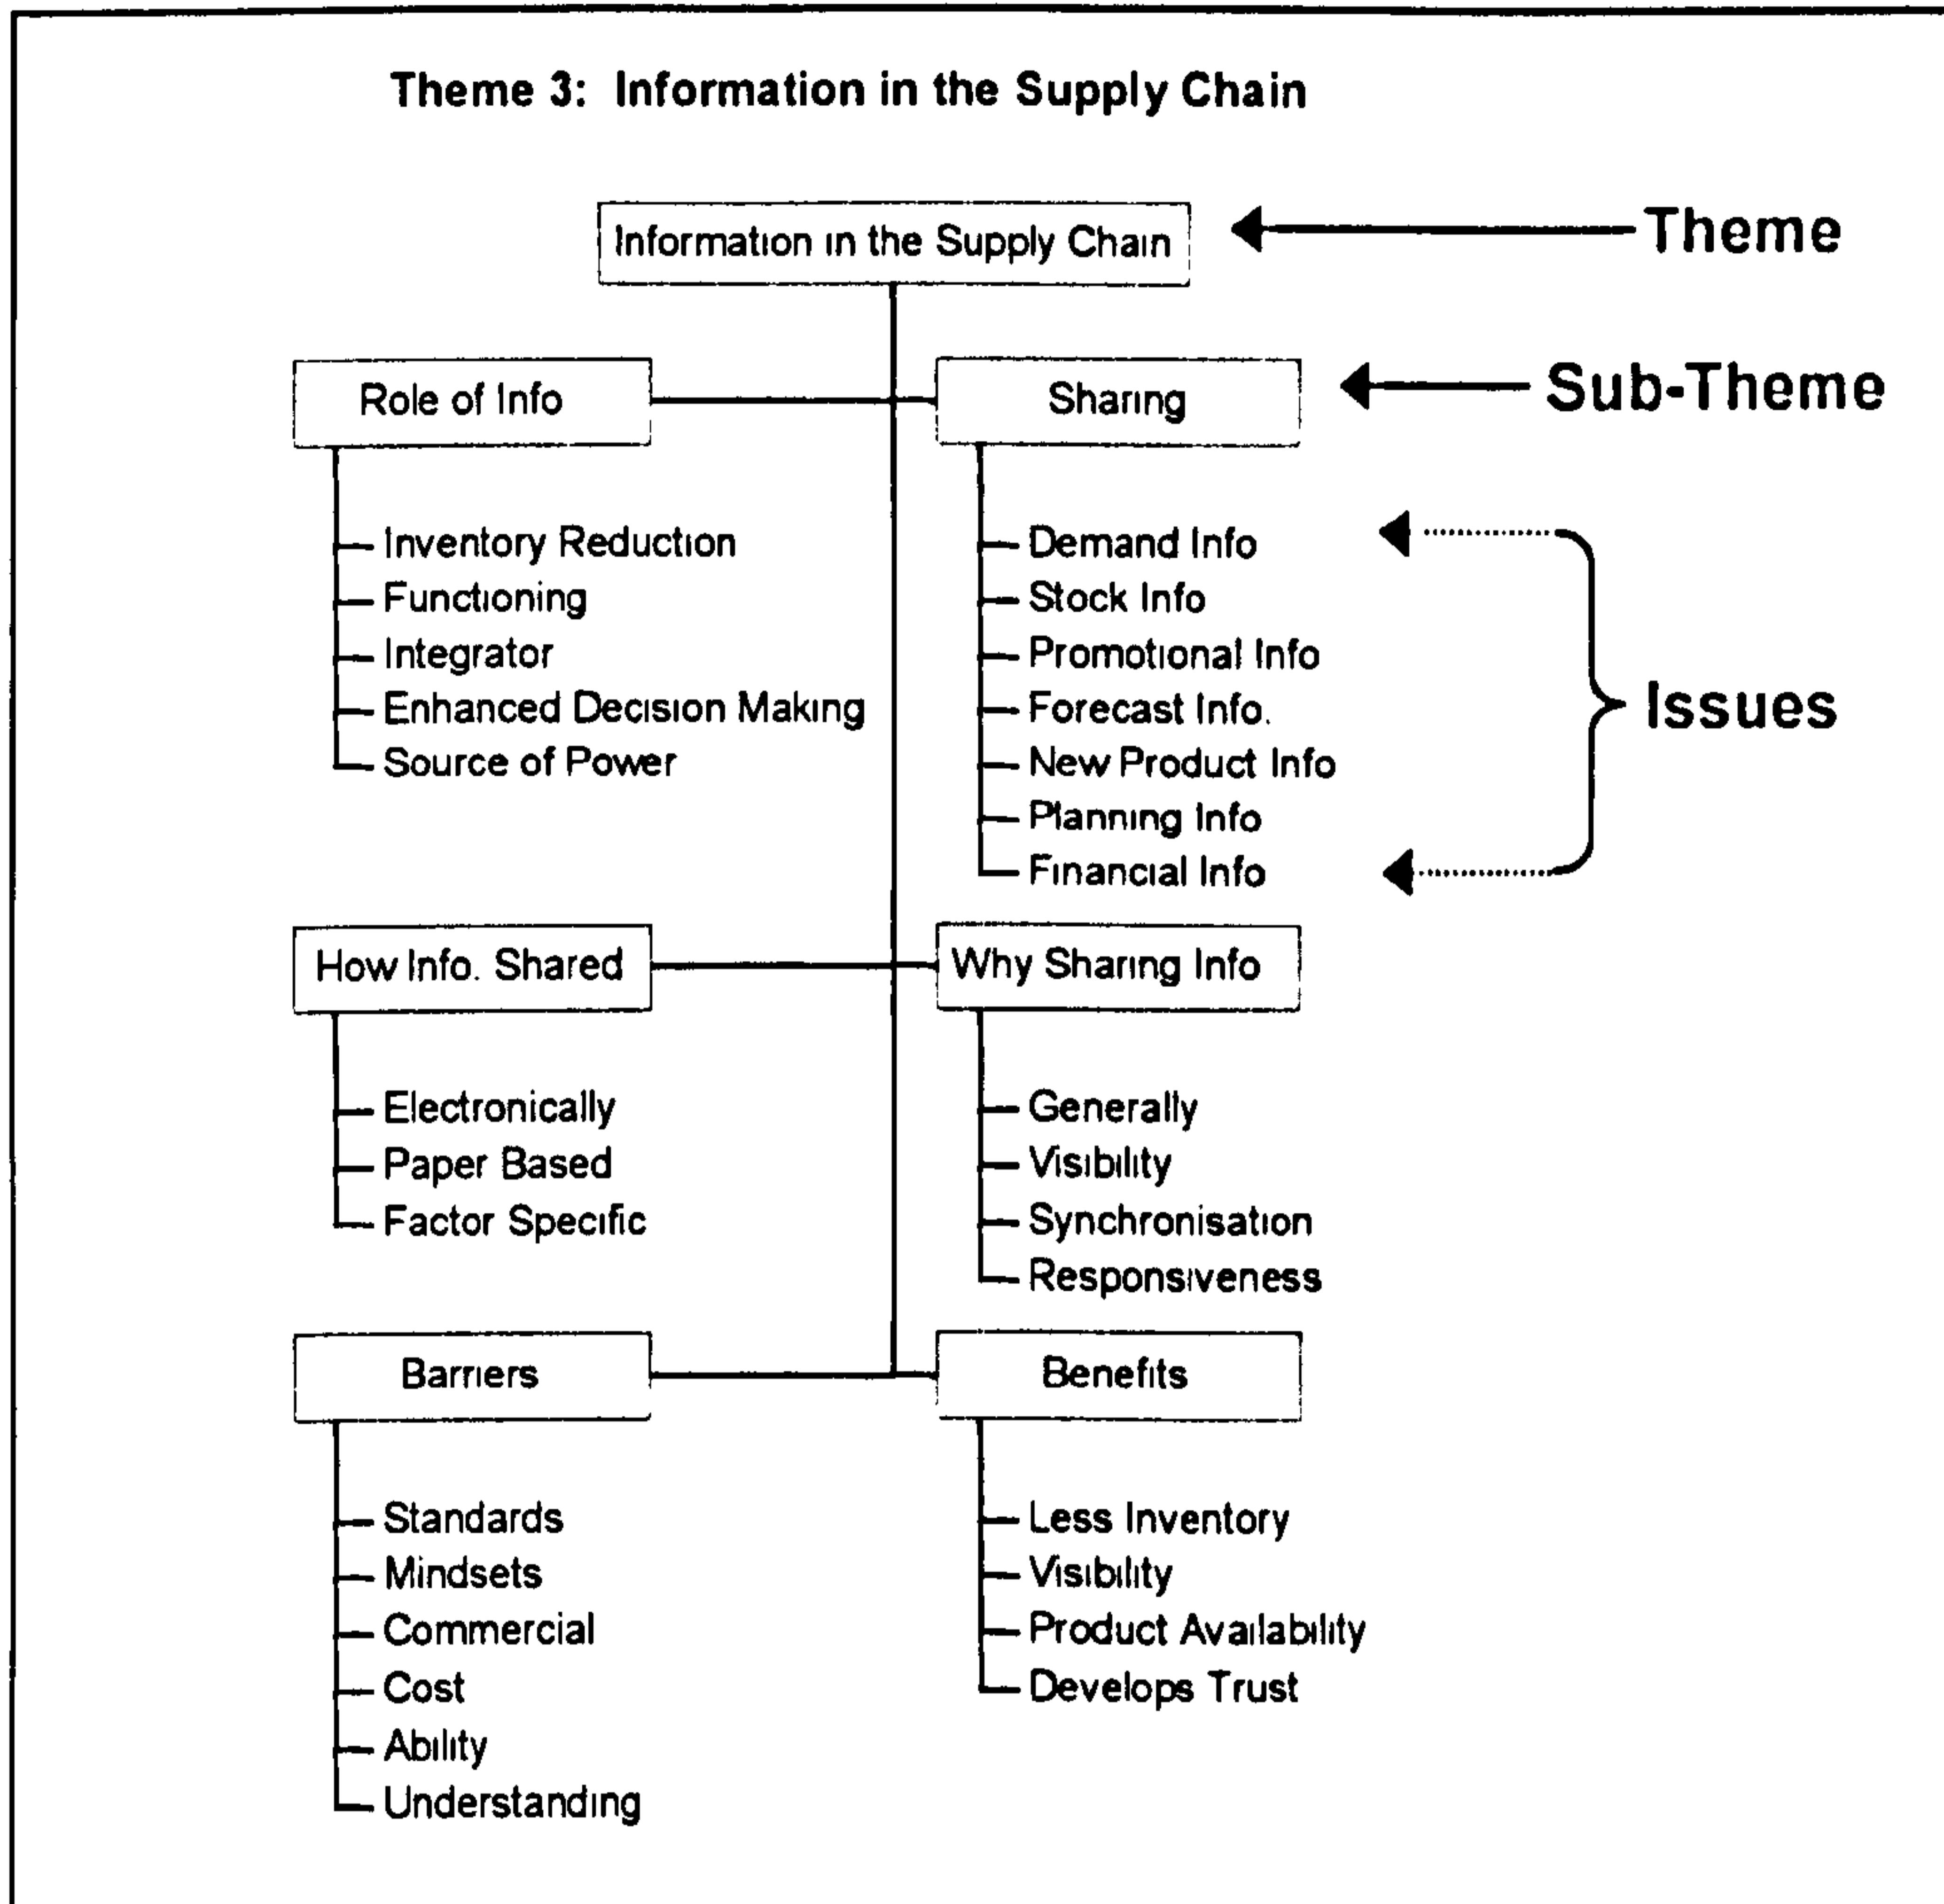 Theme 3: Information in the Supply Chain
Information in the Supply Chain
Theme
Role of Info
Sharing
Sub-Theme
Inventory Reduction
Functioning
Integrator
Enhanced Decision Making
Source of Power
Demand Info
Stock Info
Promotional Info
Forecast Info.
New Product Info
Planning Info
Financial Info
Issues
How Info. Shared
Why Sharing Info
Electronically
Paper Based
Factor Specific
Generally
Visibility
Synchronisation
Responsiveness
Barriers
Benefits
Standards
Mindsets
Commercial
Cost
Ability
Understanding
Less Inventory
Visibility
Product Availability
Develops Trust